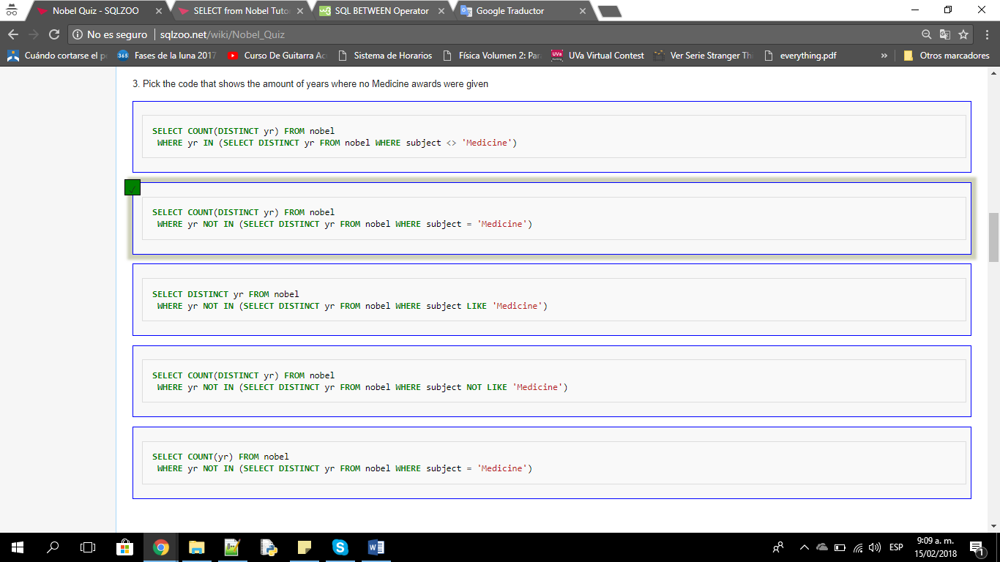 Nobel Quiz - SQLZOO
SELECT from Nobel Tuto
SQL BETWEEN Operator
Google Traductor
No es seguro
sqlzoo.net/wiki/Nobel_Quiz
Cuándo cortarse el pe
365 Fases de la luna 2017
Curso De Guitarra Ac
Sistema de Horarios
Física Volumen 2: Par
UVa Virtual Contest
Ver Serie Stranger Thi
everything.pdf
»
Otros marcadores
3. Pick the code that shows the amount of years where no Medicine awards were given
SELECT COUNT(DISTINCT yr) FROM nobel
WHERE yr IN (SELECT DISTINCT yr FROM nobel WHERE subject <> 'Medicine')
SELECT COUNT(DISTINCT yr) FROM nobel
WHERE yr NOT IN (SELECT DISTINCT yr FROM nobel WHERE subject = 'Medicine')
SELECT DISTINCT yr FROM nobel
WHERE yr NOT IN (SELECT DISTINCT yr FROM nobel WHERE subject LIKE 'Medicine')
SELECT COUNT(DISTINCT yr) FROM nobel
WHERE yr NOT IN (SELECT DISTINCT yr FROM nobel WHERE subject NOT LIKE 'Medicine')
SELECT COUNT(yr) FROM nobel
WHERE yr NOT IN (SELECT DISTINCT yr FROM nobel WHERE subject = 'Medicine')
ESP
9:09 a. m.
15/02/2018
1